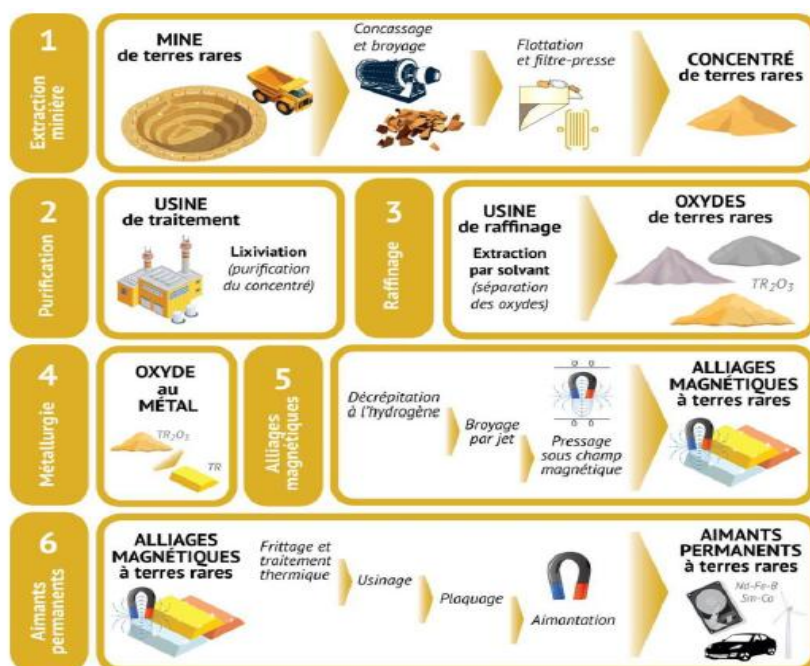 1
Extraction
minière
MINE
de terres rares
Concassage
et broyage
Flottation
et filtre-presse
CONCENTRÉ
de terres rares
2
Purification
USINE
de traitement
Lixiviation
(purification
du concentré)
3
Raffinage
USINE
de raffinage
Extraction
par solvant
(séparation
des oxydes)
OXYDES
de terres rares
TR₂O₃
4
Métallurgie
OXYDE
au
MÉTAL
TR₂O₃
TR
5
Alliages
magnétiques
Décrépitation
à l'hydrogène
Broyage
par jet
Pressage
sous champ
magnétique
ALLIAGES
MAGNÉTIQUES
à terres rares
6
Aimants
permanents
ALLIAGES
MAGNÉTIQUES
à terres rares
Frittage et
traitement
thermique
Usinage
Plaquage
Aimantation
AIMANTS
PERMANENTS
à terres rares
Nd-Fe-B
Sm-Co